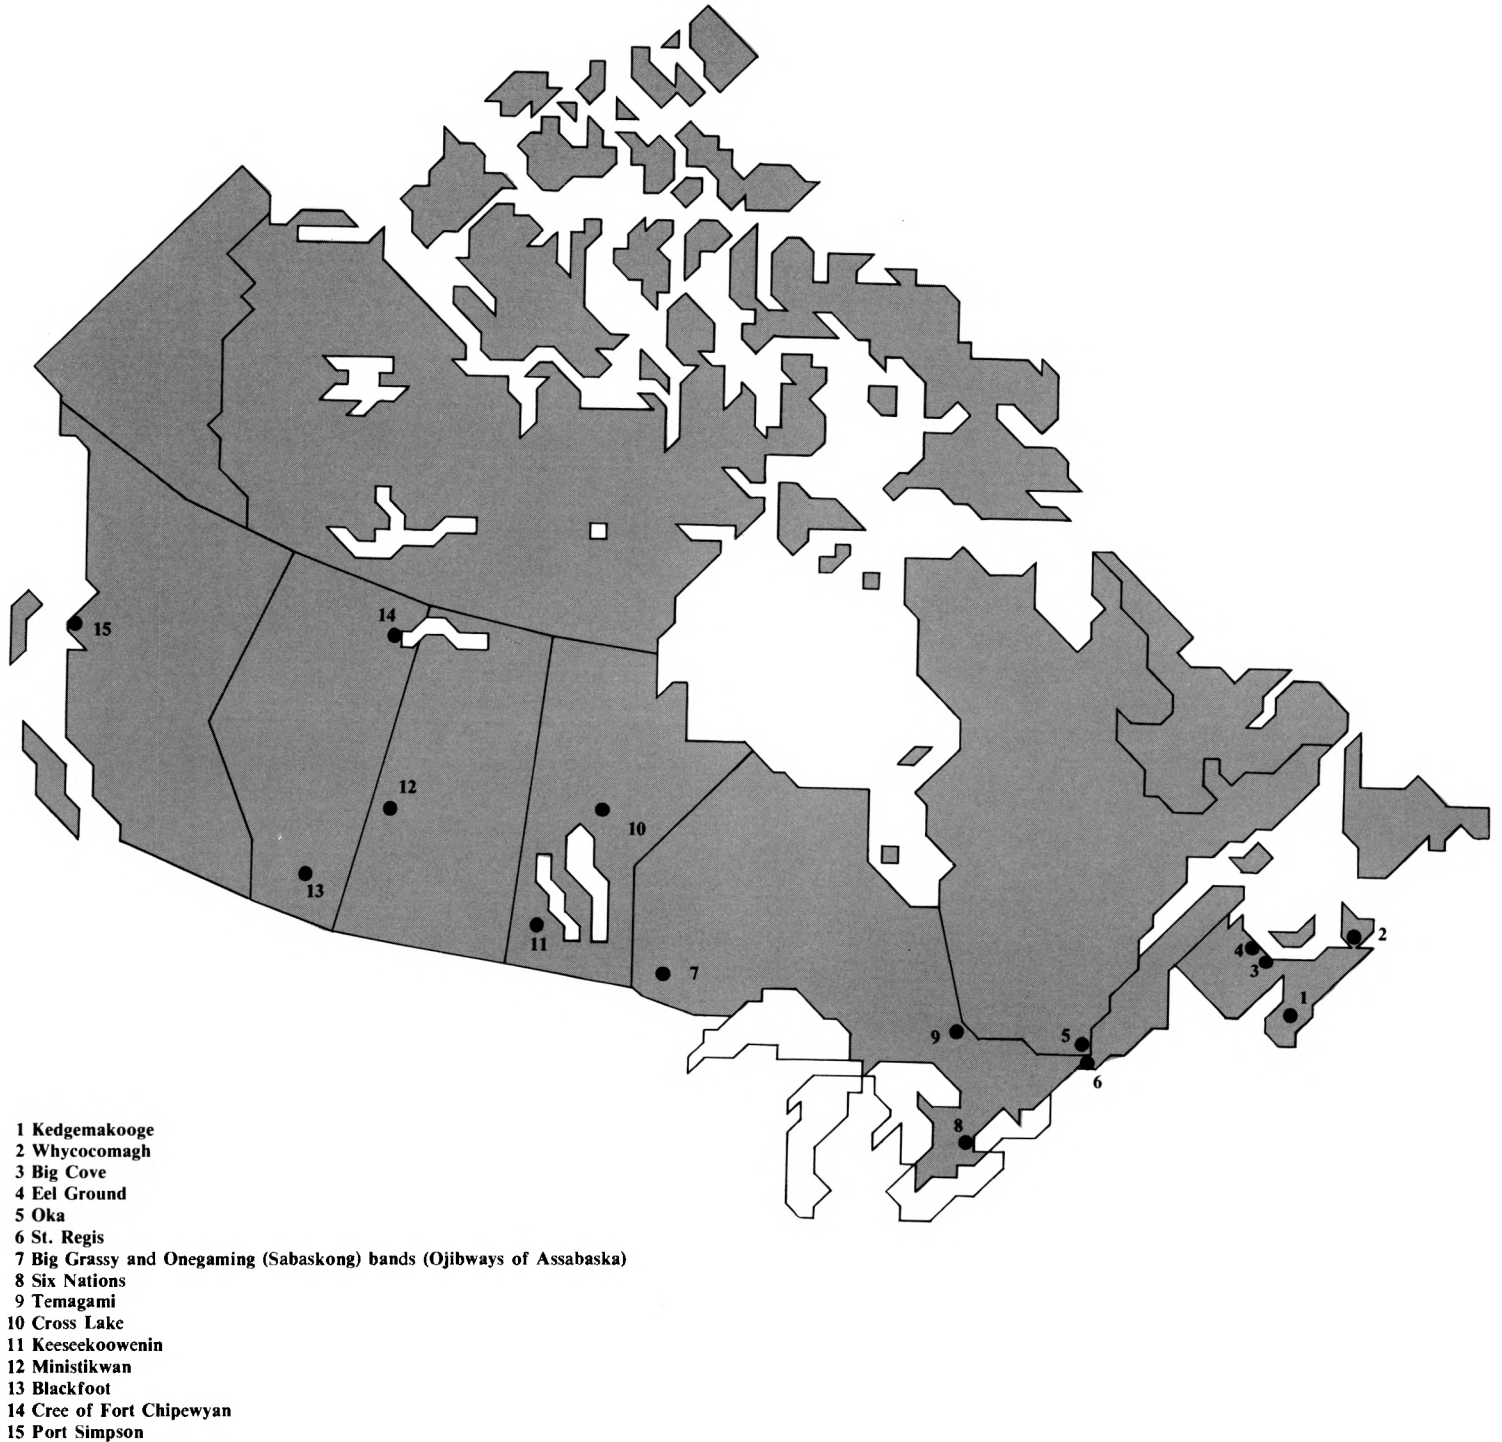 14
15
12
10
13
11
7
2
4
3
1
5
9
6
8
1 Kedgemakooge
2 Whycocomagh
3 Big Cove
4 Eel Ground
5 Oka
6 St. Regis
7 Big Grassy and Onegaming (Sabaskong) bands (Ojibways of Assabaska)
8 Six Nations
9 Temagami
10 Cross Lake
11 Keeseekoowenin
12 Ministikwan
13 Blackfoot
14 Cree of Fort Chipewyan
15 Port Simpson